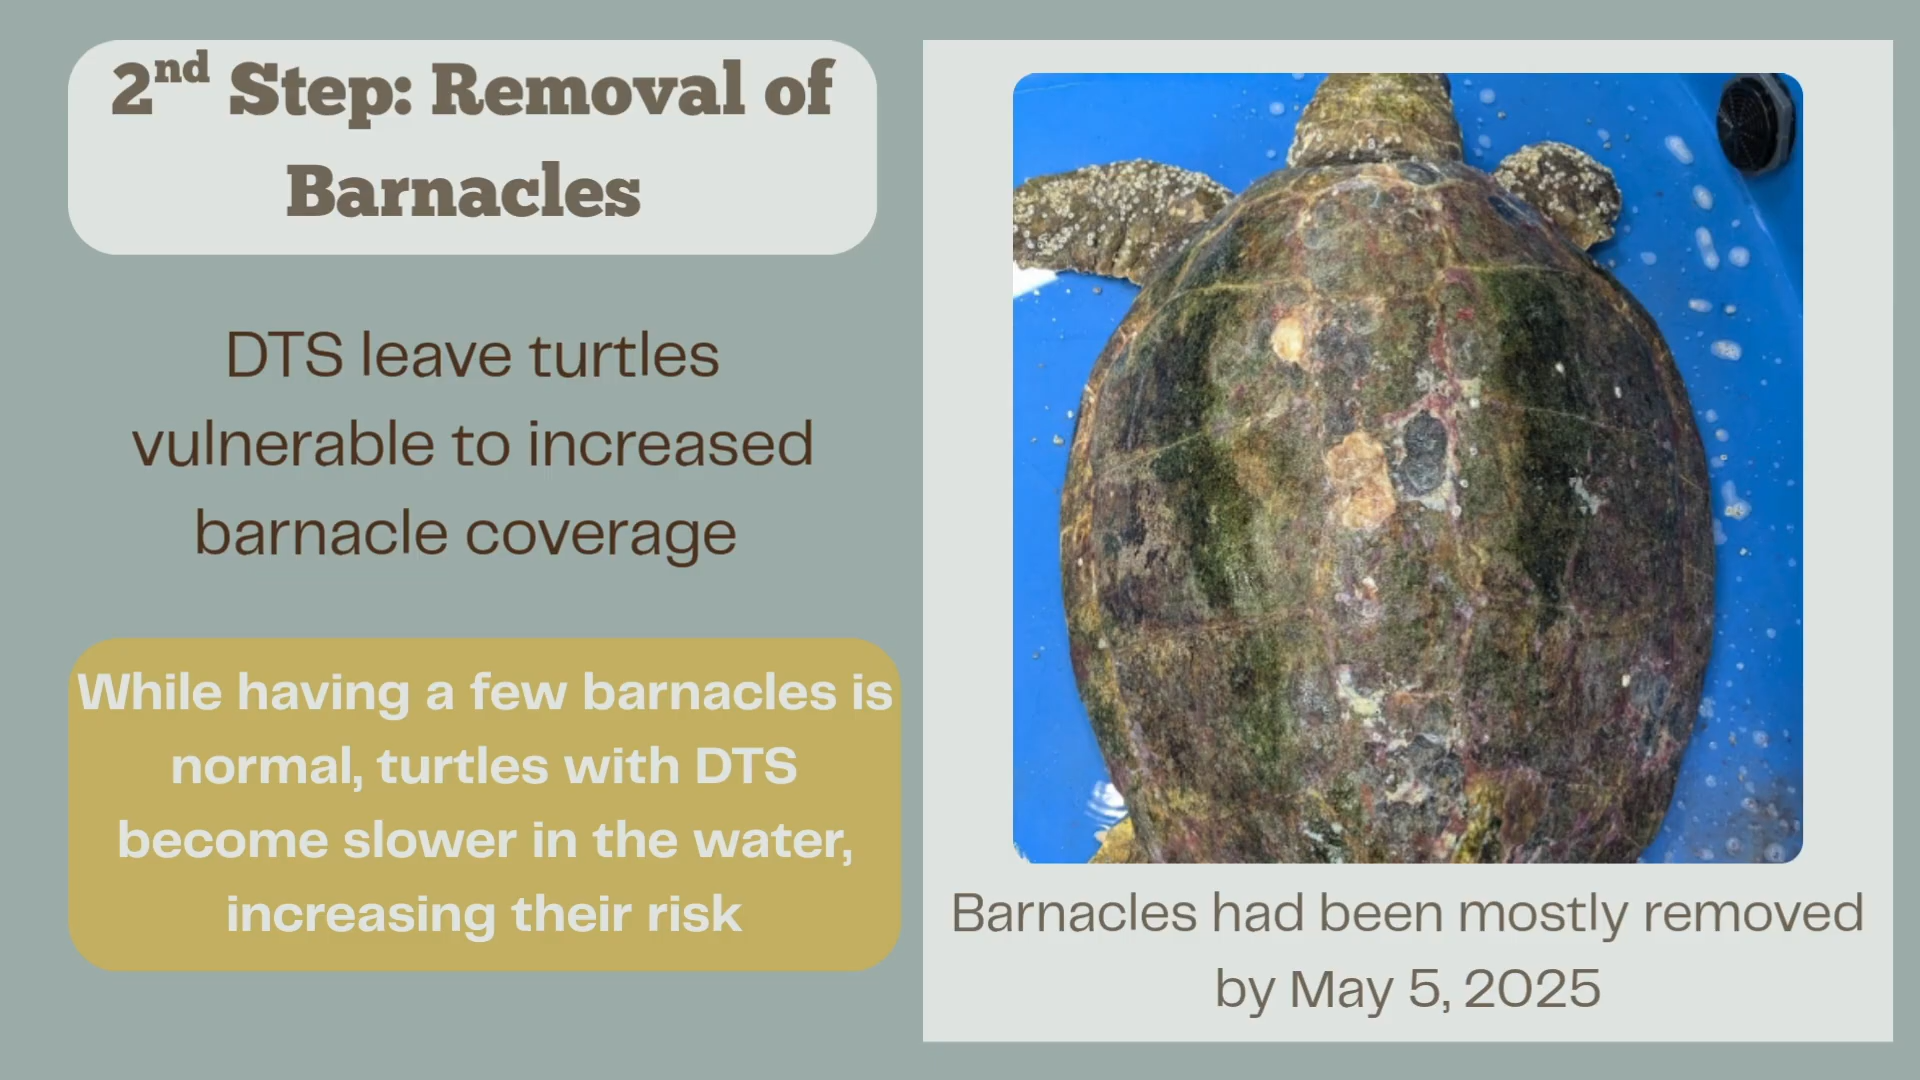 2nd Step: Removal of
Barnacles
DTS leave turtles
vulnerable to increased
barnacle coverage
While having a few barnacles is
normal, turtles with DTS
become slower in the water,
increasing their risk
Barnacles had been mostly removed
by May 5, 2025